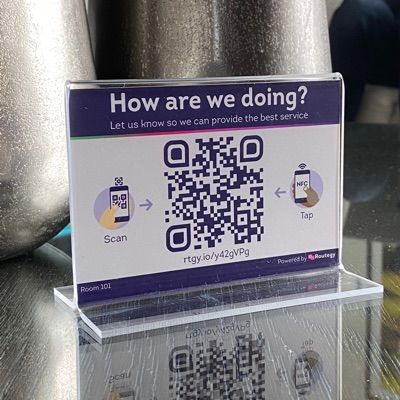 How are we doing?
Let us know so we can provide the best service
Scan
NFC
Tap
rtgy.io/y42gVPg
Powered by Routegy
Room 101
Scan